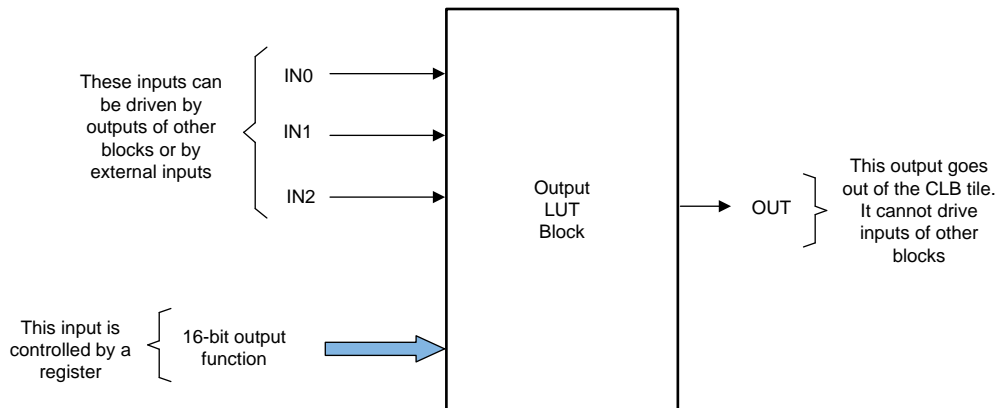 These inputs can
be driven by
outputs of other
blocks or by
external inputs
IN0
IN1
IN2
Output
LUT
Block
OUT
This output goes
out of the CLB tile.
It cannot drive
inputs of other
blocks
This input is
controlled by a
register
16-bit output
function